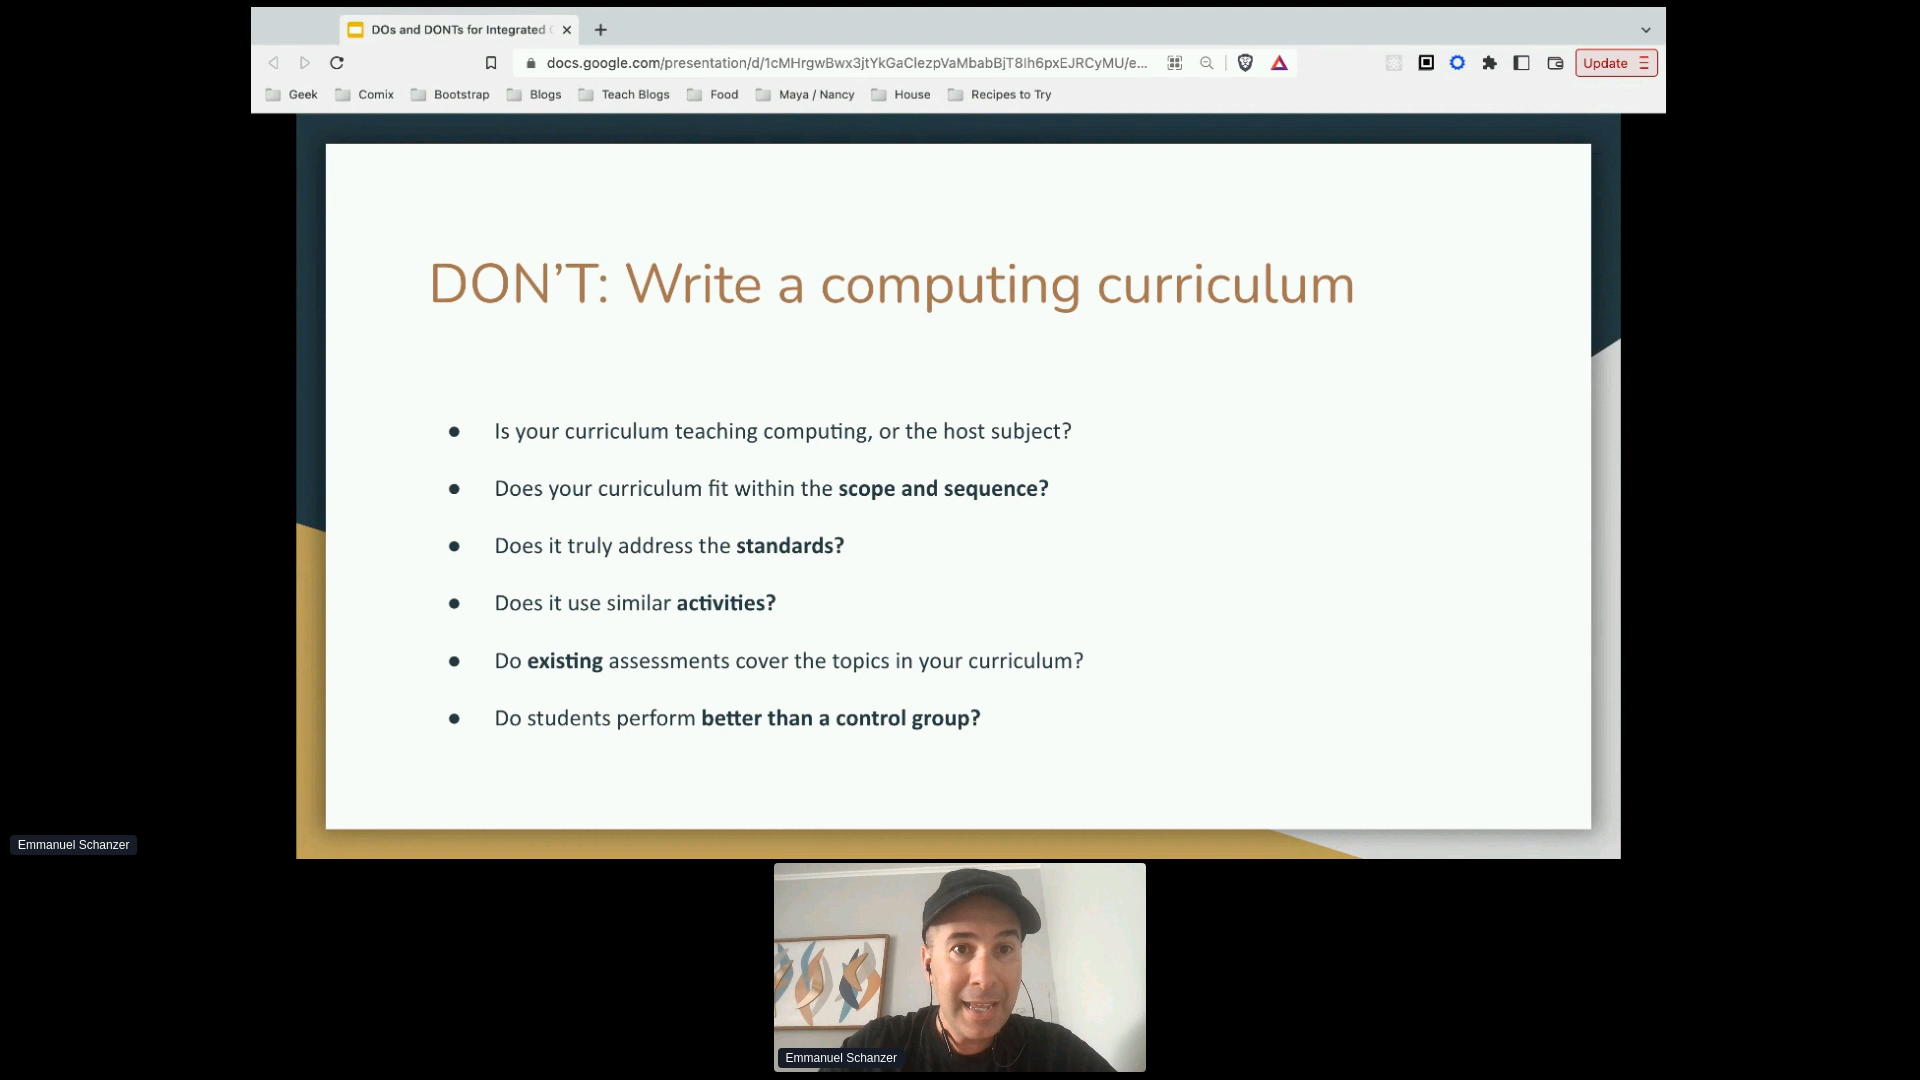 DOs and DONTs for Integrated
docs.google.com/presentation/d/1cMHrgwBwx3jtYkGaClezpVaMbabBjT8lh6pxEJRCyMU/e...
Update
Geek Comix Bootstrap Blogs Teach Blogs Food Maya / Nancy House Recipes to Try
DON’T: Write a computing curriculum
● Is your curriculum teaching computing, or the host subject?
● Does your curriculum fit within the scope and sequence?
● Does it truly address the standards?
● Does it use similar activities?
● Do existing assessments cover the topics in your curriculum?
● Do students perform better than a control group?
Emmanuel Schanzer
Emmanuel Schanzer